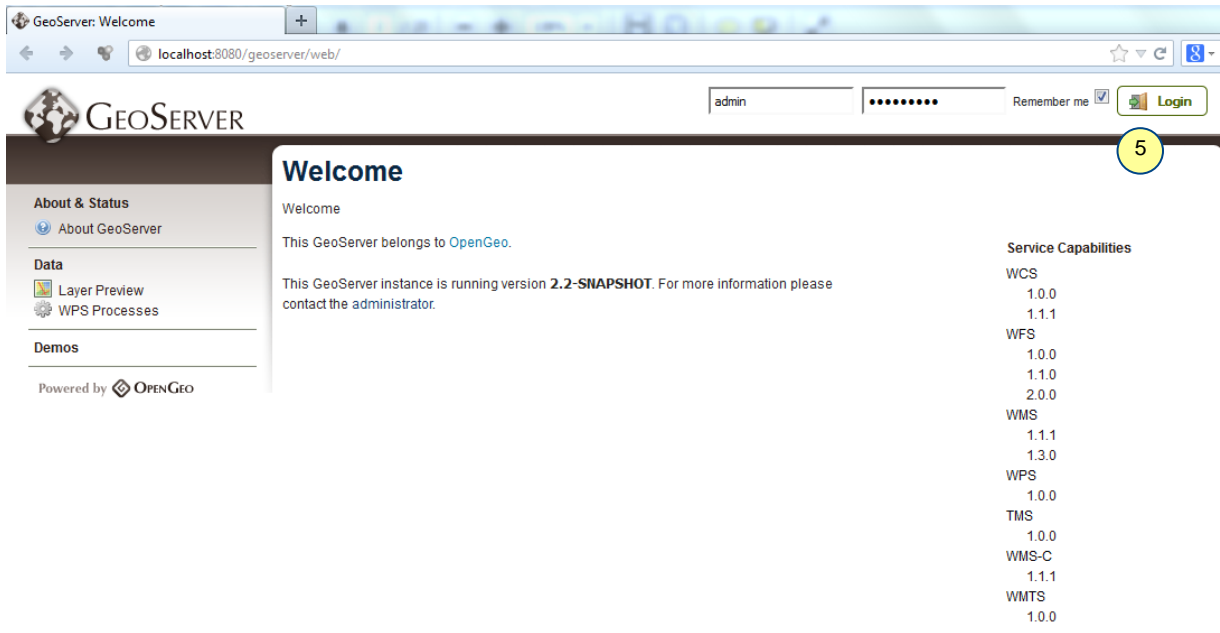 GeoServer: Welcome
localhost:8080/geoserver/web/
GEOSERVER
admin
Remember me
Login
5
Welcome
About & Status
About GeoServer
Data
Layer Preview
WPS Processes
Demos
Powered by OPENGEO
Welcome
This GeoServer belongs to OpenGeo.
This GeoServer instance is running version 2.2-SNAPSHOT. For more information please
contact the administrator.
Service Capabilities
WCS
1.0.0
1.1.1
WFS
1.0.0
1.1.0
2.0.0
WMS
1.1.1
1.3.0
WPS
1.0.0
TMS
1.0.0
WMS-C
1.1.1
WMTS
1.0.0